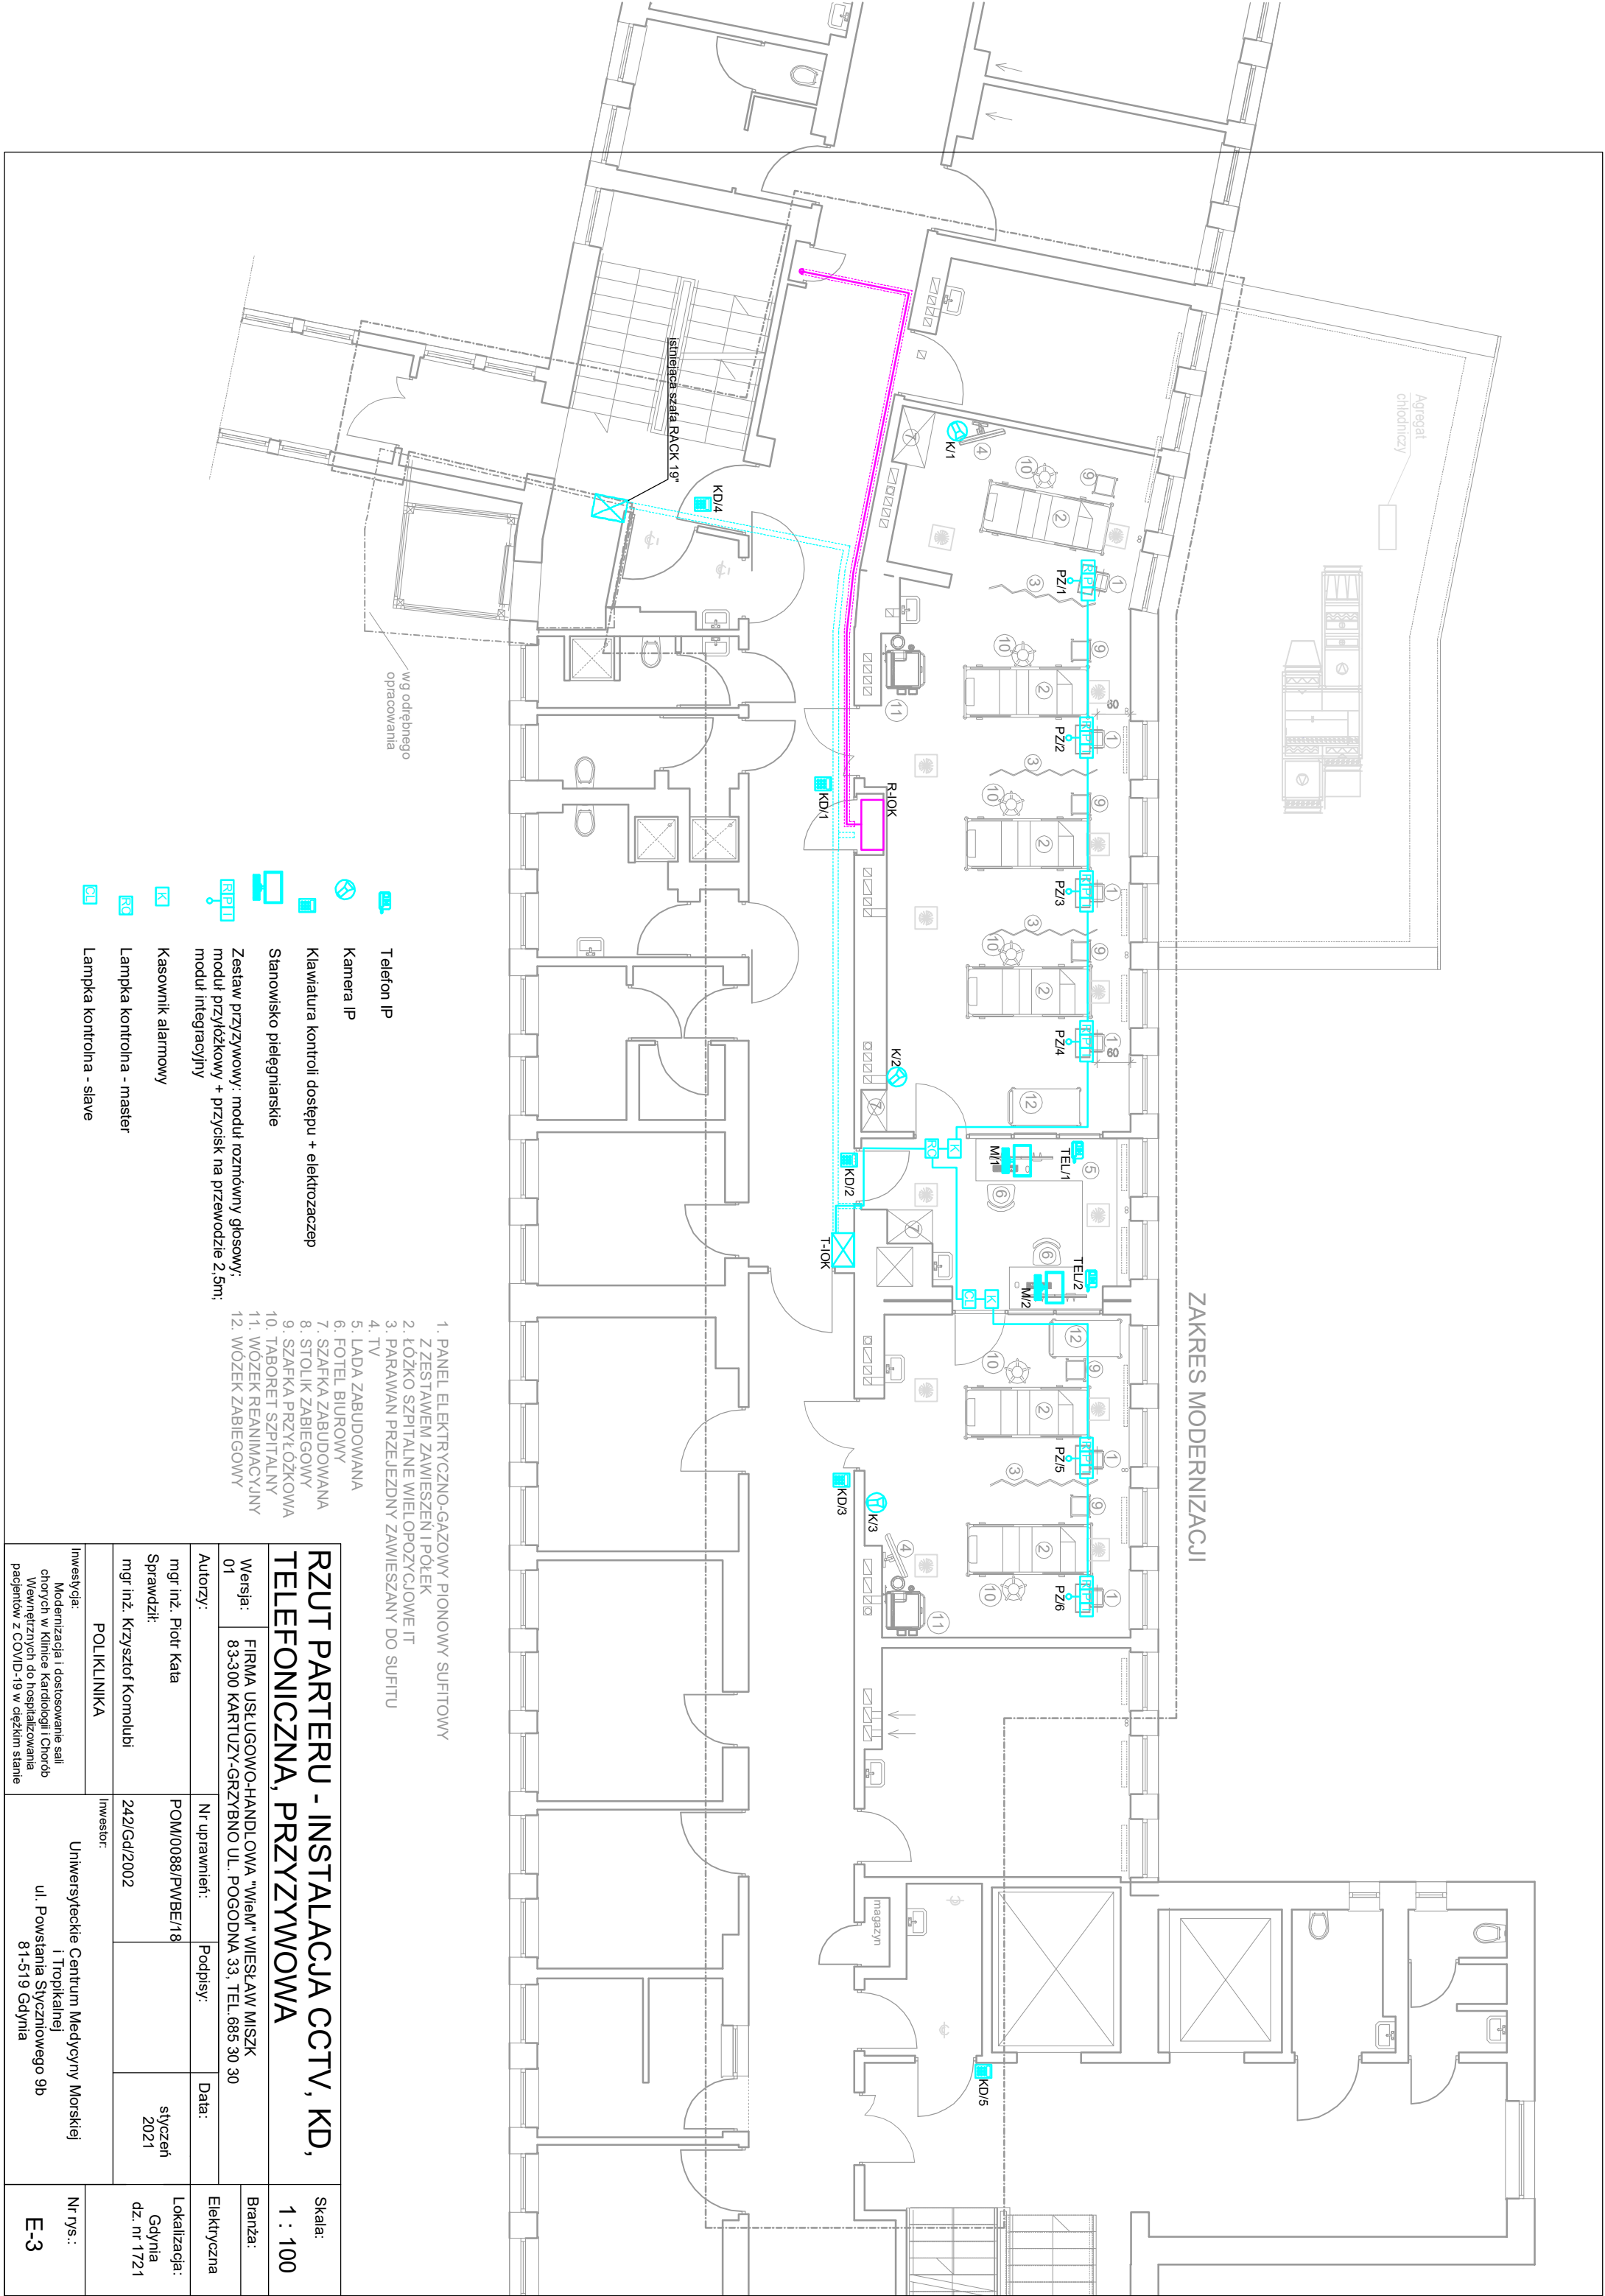 Agregat
chłodniczy
ZAKRES MODERNIZACJI
istniejąca szafa RACK 19"
wg odrębnego
opracowania
K/1
K/2
K/3
KD/1
KD/2
KD/3
KD/4
KD/5
PZ/1
PZ/2
PZ/3
PZ/4
PZ/5
PZ/6
R-IOK
T-IOK
TEL/1
TEL/2
M/1
M/2
K
RC
K
CL
magazyn
Telefon IP
Kamera IP
Klawiatura kontroli dostępu + elektrozaczep
Stanowisko pielęgniarskie
Zestaw przyzywowy: moduł rozmówny głosowy;
moduł przyłóżkowy + przycisk na przewodzie 2,5m;
moduł integracyjny
K
Kasownik alarmowy
RC
Lampka kontrolna - master
CL
Lampka kontrolna - slave
1. PANEL ELEKTRYCZNO-GAZOWY PIONOWY SUFITOWY
Z ZESTAWEM ZAWIESZEŃ I PÓŁEK
2. ŁÓŻKO SZPITALNE WIELOPOZYCJOWE IT
3. PARAWAN PRZEJEZDNY ZAWIESZANY DO SUFITU
4. TV
5. LADA ZABUDOWANA
6. FOTEL BIUROWY
7. SZAFKA ZABUDOWANA
8. STOLIK ZABIEGOWY
9. SZAFKA PRZYŁÓŻKOWA
10. TABORET SZPITALNY
11. WÓZEK REANIMACYJNY
12. WÓZEK ZABIEGOWY
RZUT PARTERU - INSTALACJA CCTV, KD,
TELEFONICZNA, PRZYZYWOWA
Skala:
1 : 100
Wersja:
01
FIRMA USŁUGOWO-HANDLOWA "WieM" WIESŁAW MISZK
83-300 KARTUZY-GRZYBNO UL. POGODNA 33, TEL.685 30 30
Branża:
Elektryczna
Autorzy:
Nr uprawnień:
Podpisy:
Data:
mgr inż. Piotr Kata
POM/0088/PWBE/18
Sprawdził:
mgr inż. Krzysztof Komolubi
242/Gd/2002
styczeń
2021
Lokalizacja:
Gdynia
dz. nr 1721
POLIKLINIKA
Inwestycja:
Modernizacja i dostosowanie sali
chorych w Klinice Kardiologii i Chorób
Wewnętrznych do hospitalizowania
pacjentów z COVID-19 w ciężkim stanie
Inwestor:
Uniwersyteckie Centrum Medycyny Morskiej
i Tropikalnej
ul. Powstania Styczniowego 9b
81-519 Gdynia
Nr rys.:
E-3